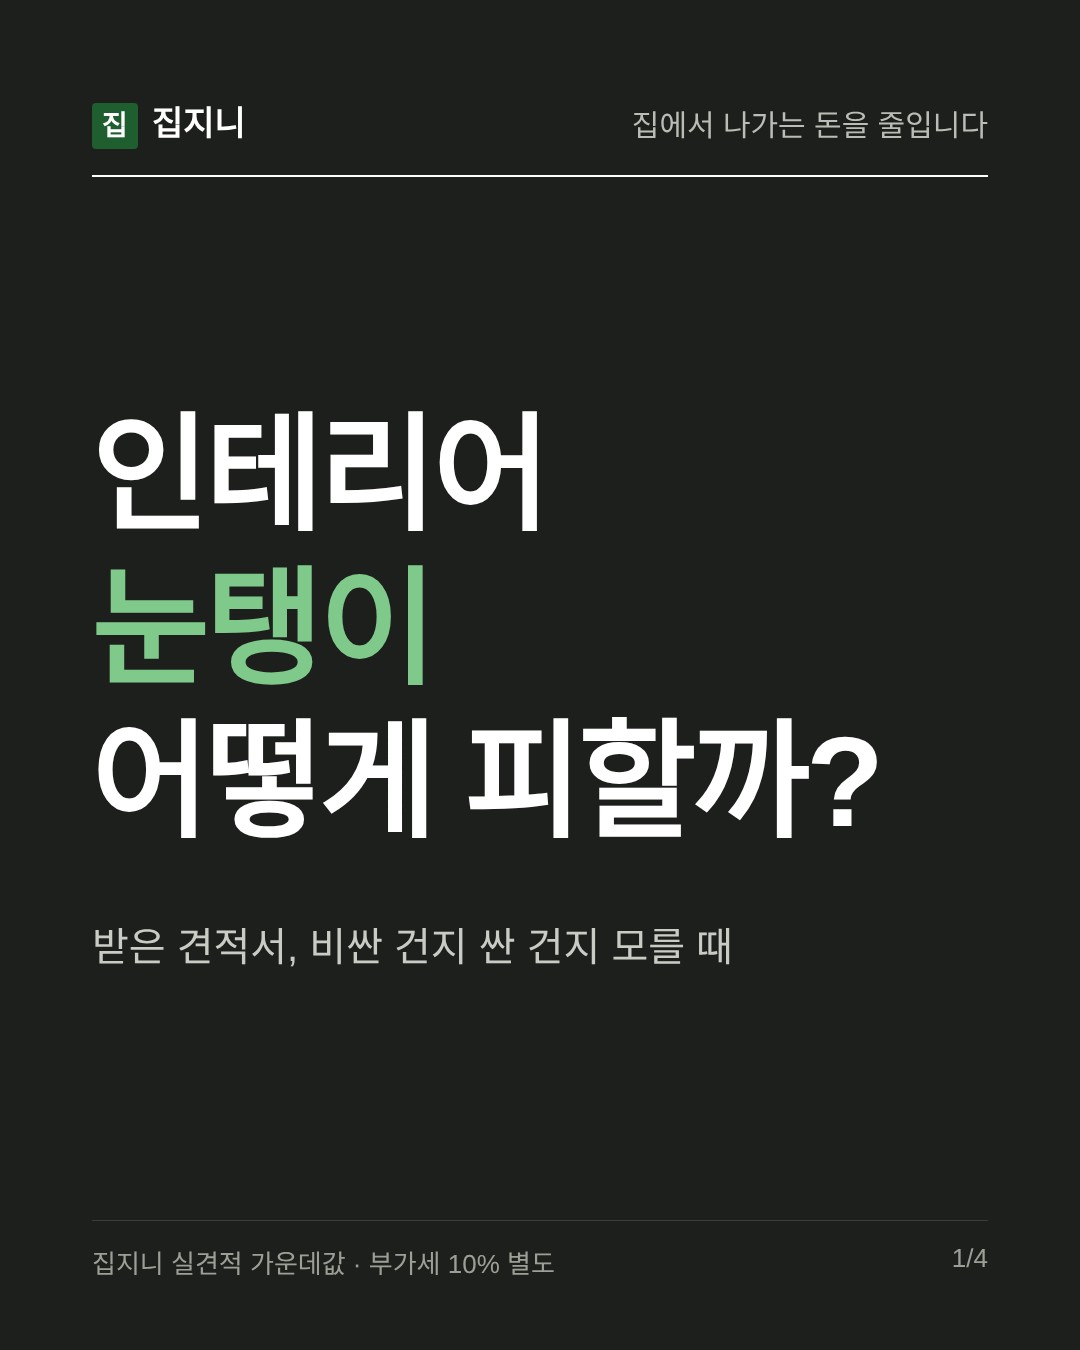 집 집지니
집에서 나가는 돈을 줄입니다
인테리어
눈탱이
어떻게 피할까?
받은 견적서, 비싼 건지 싼 건지 모를 때
집지니 실견적 가운데값 · 부가세 10% 별도
1/4